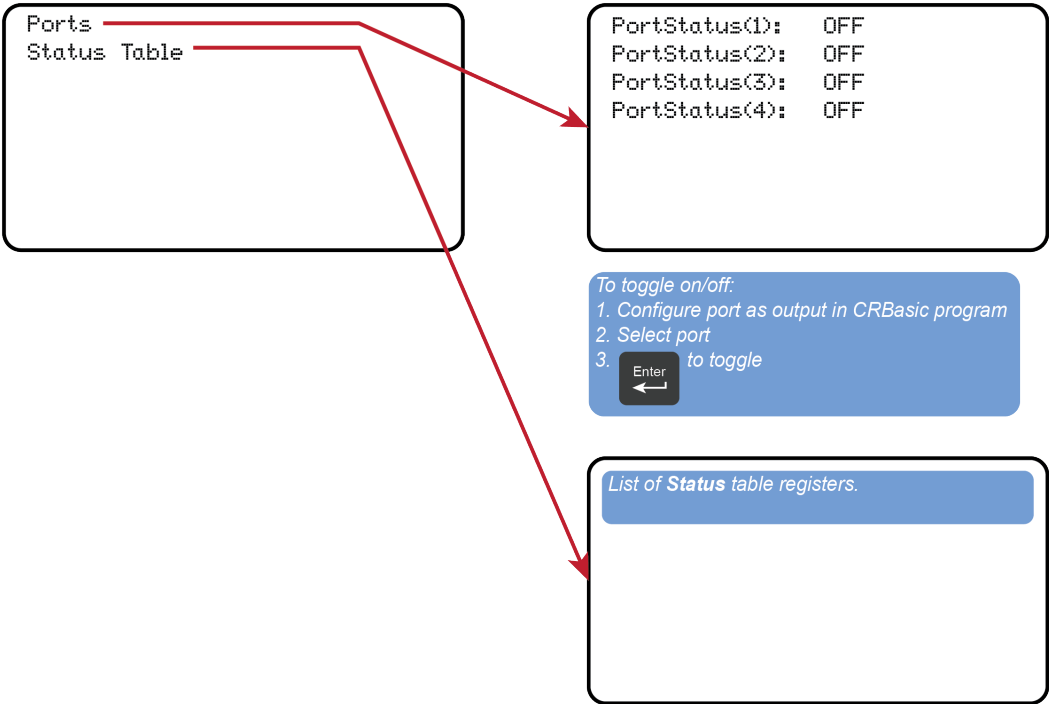 Ports
Status Table
PortStatus(1): OFF
PortStatus(2): OFF
PortStatus(3): OFF
PortStatus(4): OFF
To toggle on/off:
1. Configure port as output in CRBasic program
2. Select port
3. Enter to toggle
List of Status table registers.